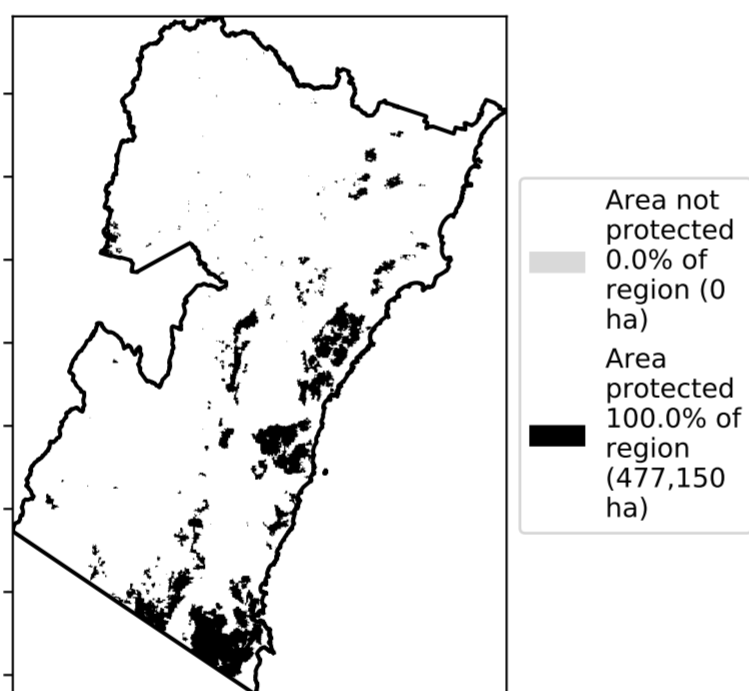 Area not
protected
0.0% of
region (0
ha)
Area
protected
100.0% of
region
(477,150
ha)